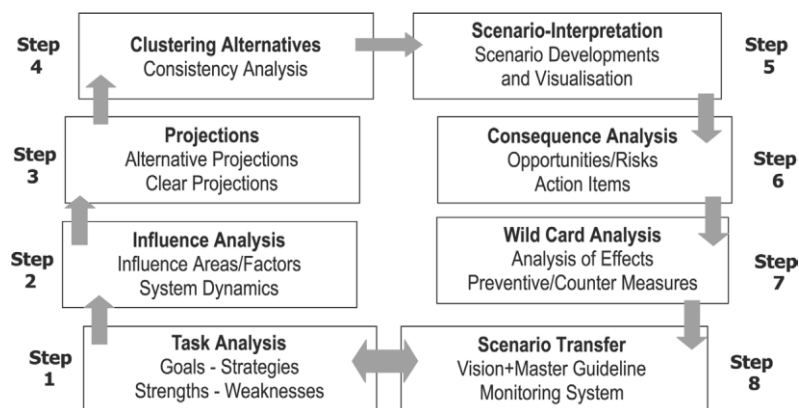 Step
4
Clustering Alternatives
Consistency Analysis
Scenario-Interpretation
Scenario Developments
and Visualisation
Step
5
Step
3
Projections
Alternative Projections
Clear Projections
Consequence Analysis
Opportunities/Risks
Action Items
Step
6
Step
2
Influence Analysis
Influence Areas/Factors
System Dynamics
Wild Card Analysis
Analysis of Effects
Preventive/Counter Measures
Step
7
Step
1
Task Analysis
Goals - Strategies
Strengths - Weaknesses
Scenario Transfer
Vision+Master Guideline
Monitoring System
Step
8